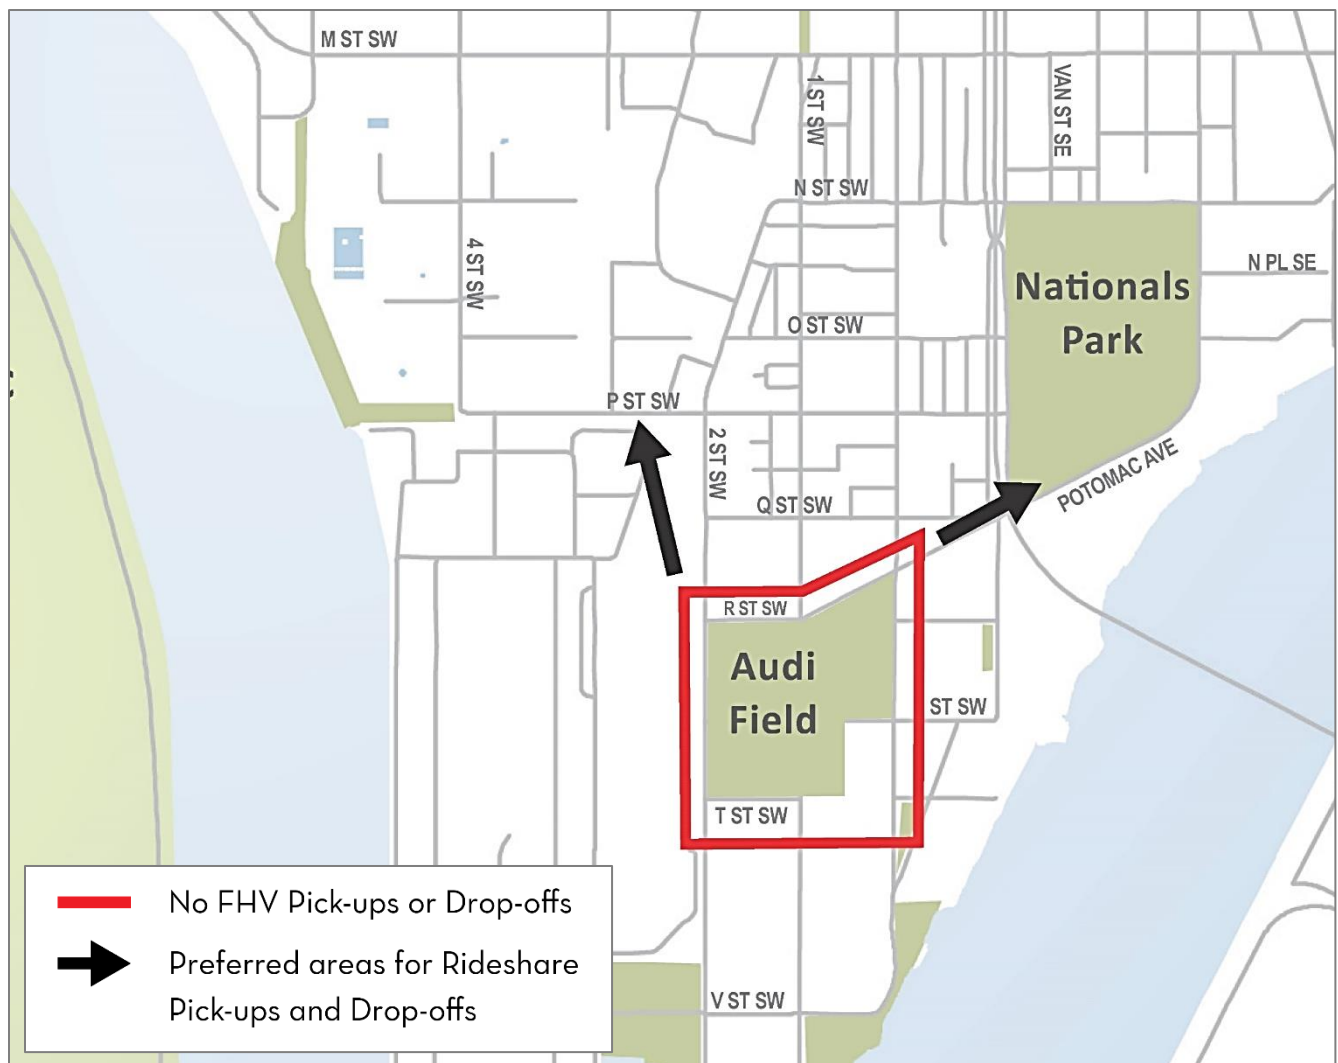 M ST SW
1 ST SW
VAN ST SE
N ST SW
4 ST SW
N PL SE
Nationals
Park
O ST SW
P ST SW
2 ST SW
POTOMAC AVE
Q ST SW
R ST SW
Audi
Field
ST SW
T ST SW
V ST SW
No FHV Pick-ups or Drop-offs
Preferred areas for Rideshare
Pick-ups and Drop-offs